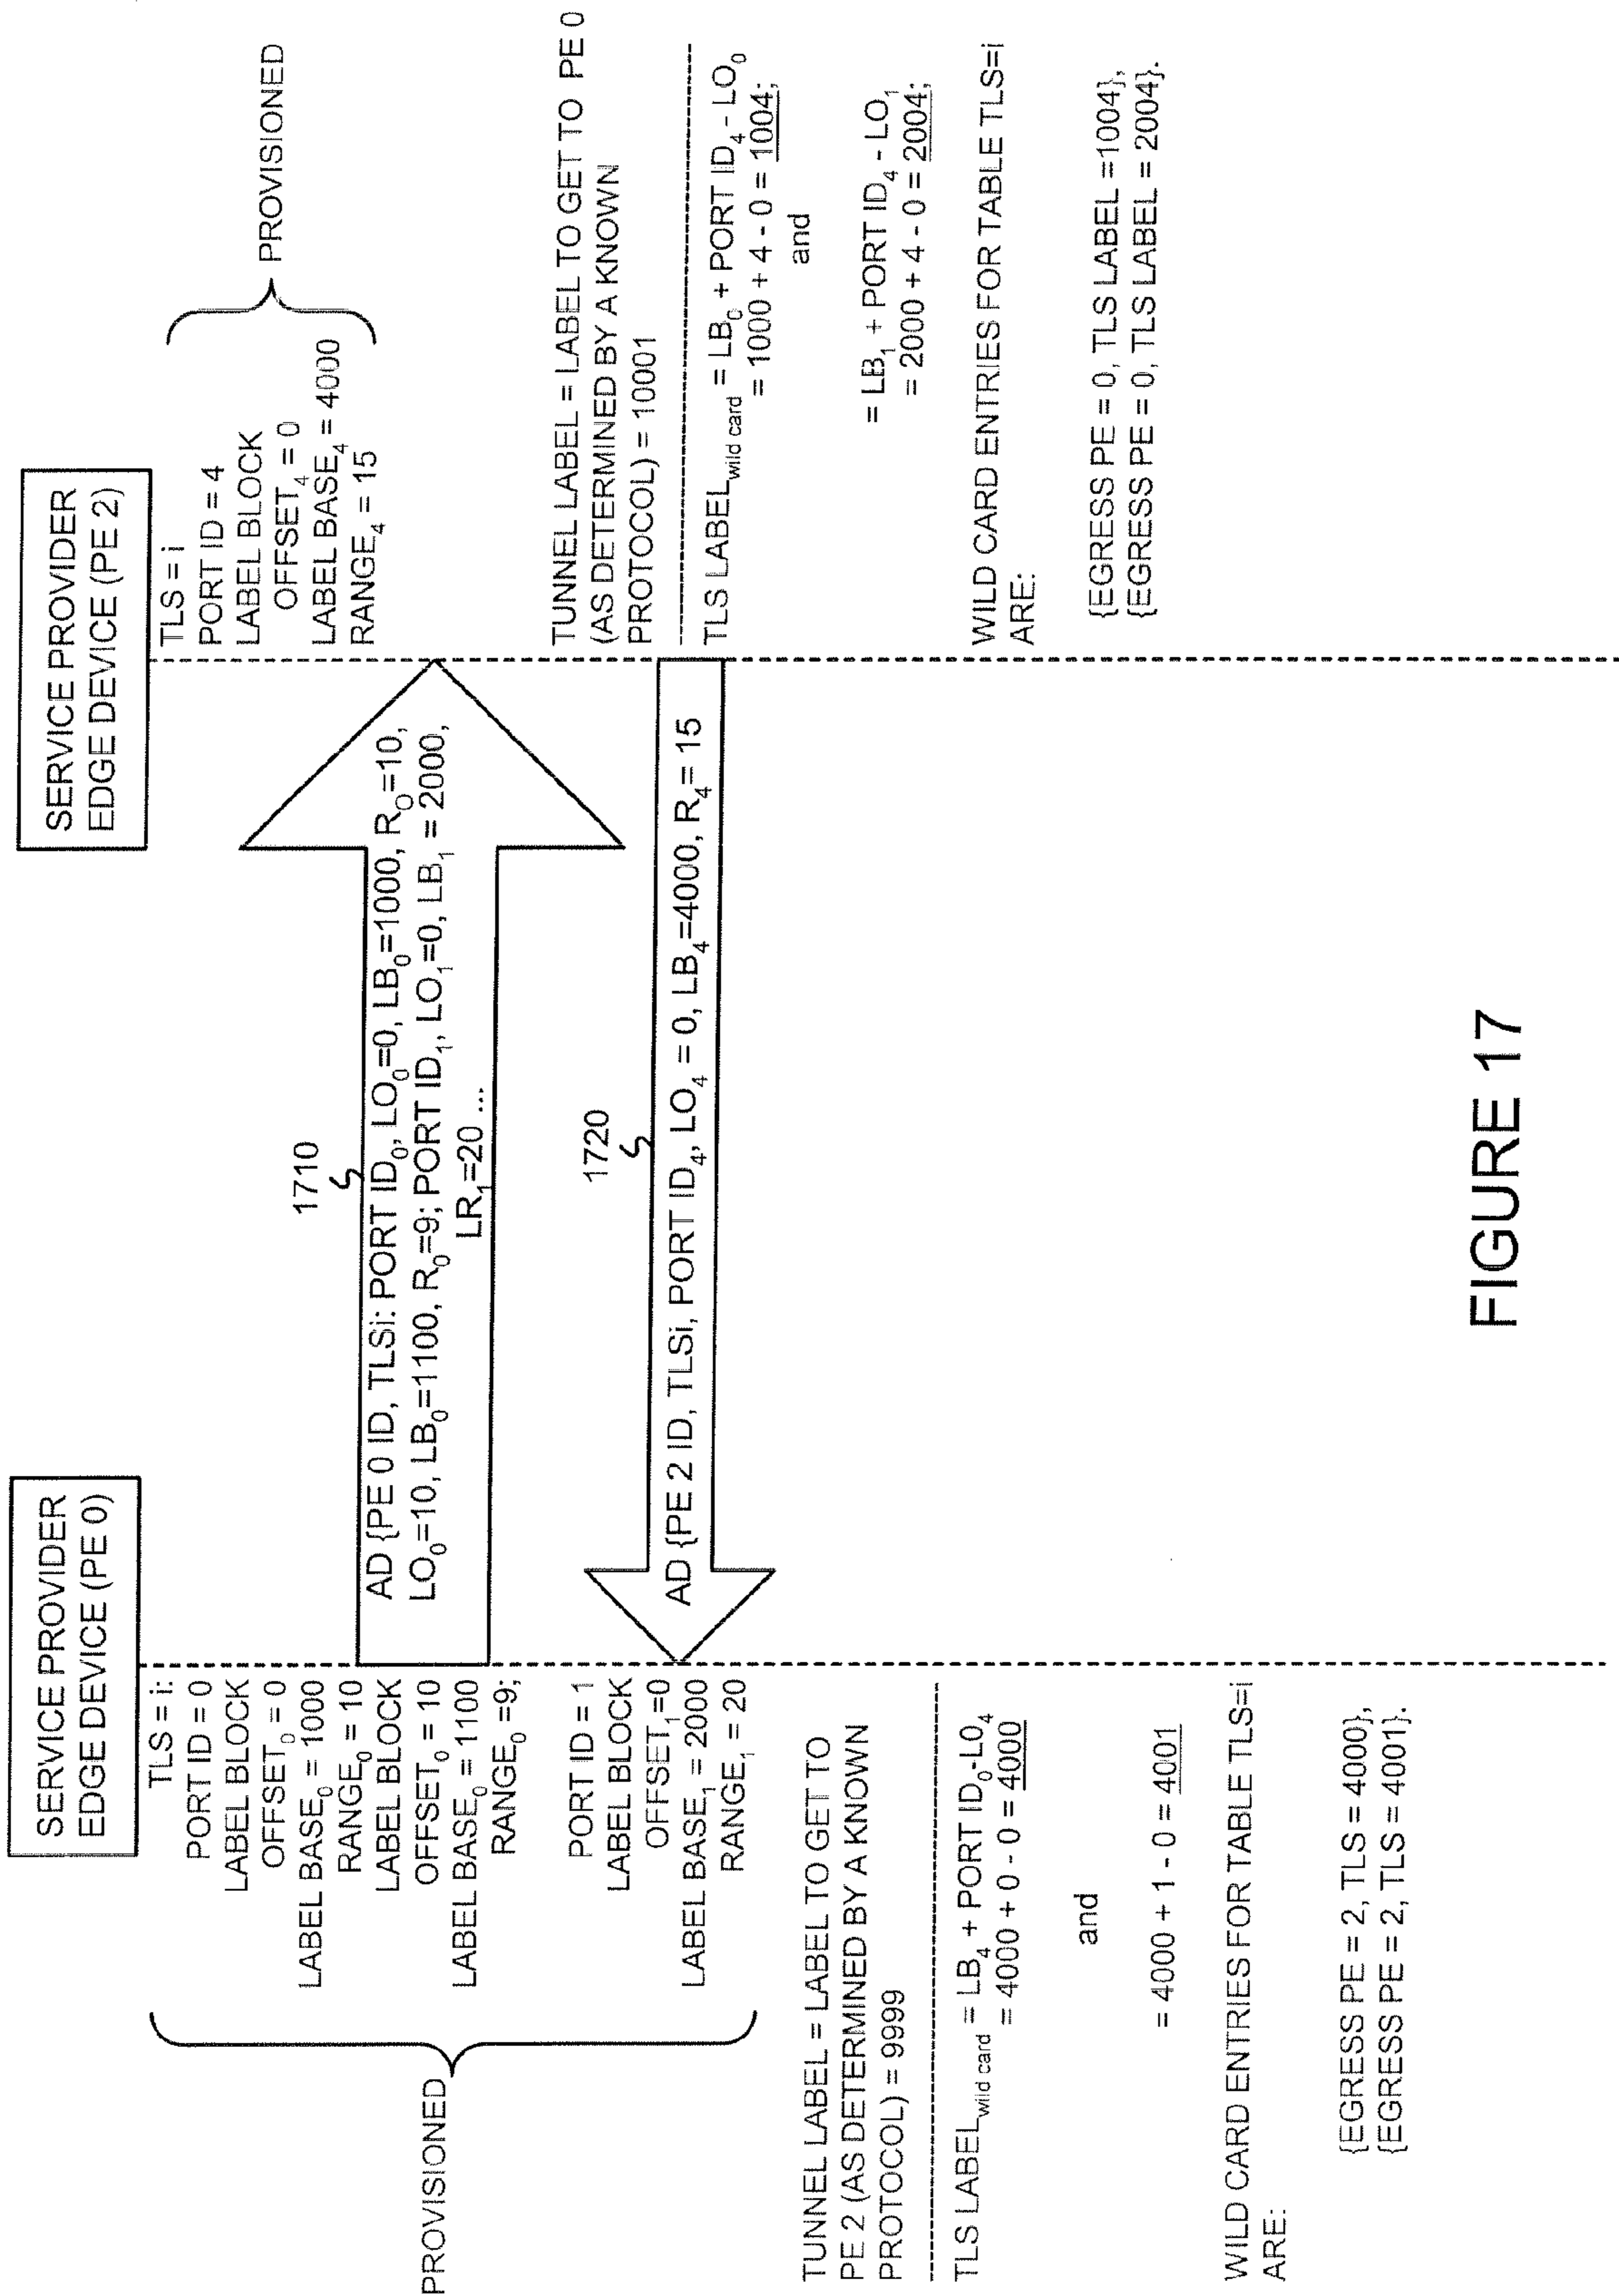 SERVICE PROVIDER
EDGE DEVICE (PE 0)
TLS = i:
PORT ID = 0
LABEL BLOCK
OFFSET₀ = 0
LABEL BASE₀ = 1000
RANGE₀ = 10
LABEL BLOCK
OFFSET₀ = 10
LABEL BASE₀ = 1100
RANGE₀ =9;
PORT ID = 1
LABEL BLOCK
OFFSET₁=0
LABEL BASE₁ = 2000
RANGE₁ = 20
PROVISIONED
TUNNEL LABEL = LABEL TO GET TO
PE 2 (AS DETERMINED BY A KNOWN
PROTOCOL) = 9999
TLS LABEL wild card = LB₄ + PORT ID₀-LO₄
= 4000 + 0 - 0 = 4000
and
= 4000 + 1 - 0 = 4001
WILD CARD ENTRIES FOR TABLE TLS=i
ARE:
{EGRESS PE = 2, TLS = 4000},
{EGRESS PE = 2, TLS = 4001}.
1710
AD {PE 0 ID, TLSi: PORT ID₀, LO₀=0, LB₀=1000, R₀=10,
LO₀=10, LB₀=1100, R₀=9; PORT ID₁, LO₁=0, LB₁ = 2000,
LR₁=20 ...
1720
AD {PE 2 ID, TLSi, PORT ID₄, LO₄ = 0, LB₄=4000, R₄= 15
SERVICE PROVIDER
EDGE DEVICE (PE 2)
TLS = i
PORT ID = 4
LABEL BLOCK
OFFSET₄ = 0
LABEL BASE₄ = 4000
RANGE₄ = 15
PROVISIONED
TUNNEL LABEL = LABEL TO GET TO PE 0
(AS DETERMINED BY A KNOWN
PROTOCOL) = 10001
TLS LABEL wild card = LB₀ + PORT ID₄ - LO₀
= 1000 + 4 - 0 = 1004;
and
= LB₁ + PORT ID₄ - LO₁
= 2000 + 4 - 0 = 2004;
WILD CARD ENTRIES FOR TABLE TLS=i
ARE:
{EGRESS PE = 0, TLS LABEL =1004},
{EGRESS PE = 0, TLS LABEL = 2004}.
FIGURE 17